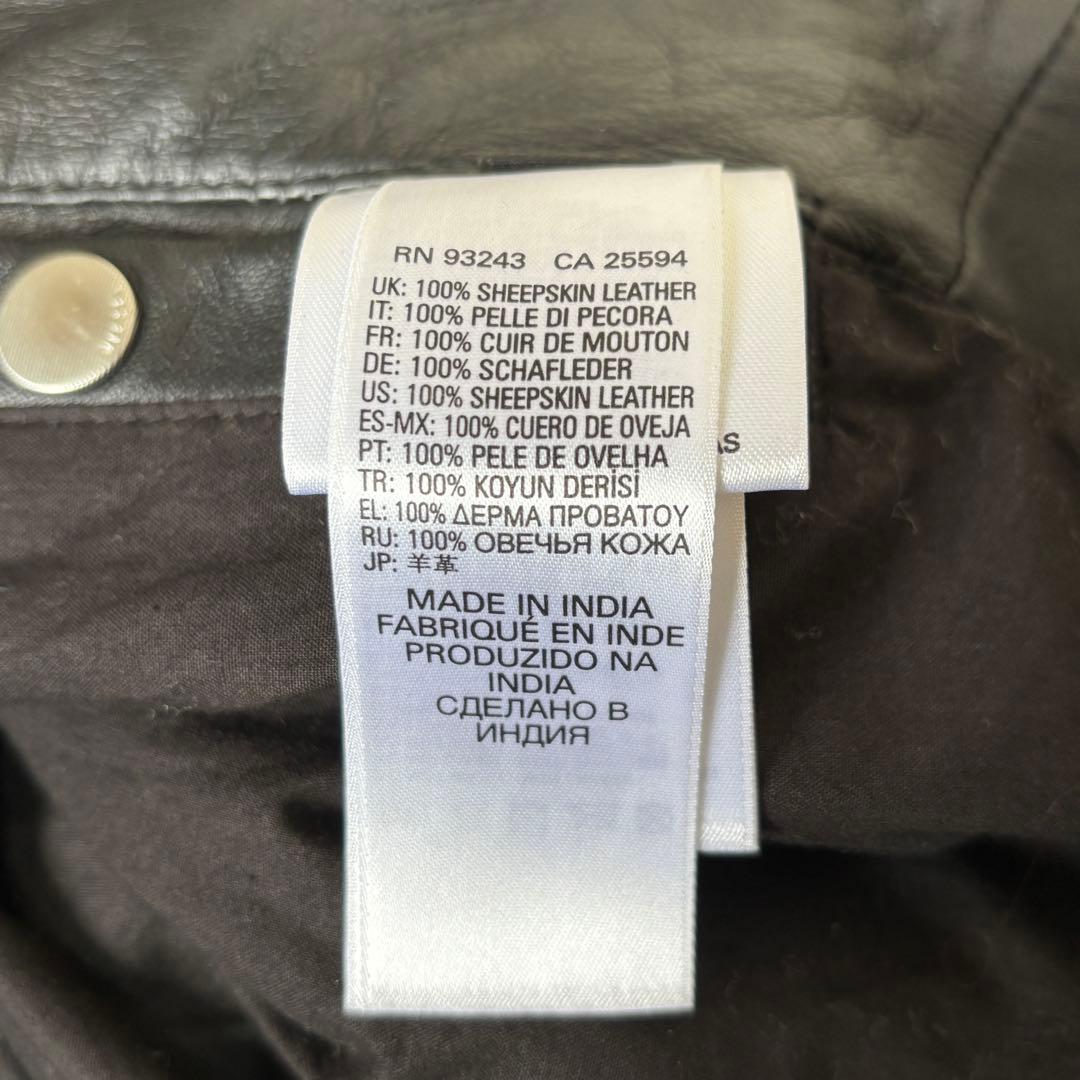 RN 93243 CA 25594
UK: 100% SHEEPSKIN LEATHER
IT: 100% PELLE DI PECORA
FR: 100% CUIR DE MOUTON
DE: 100% SCHAFLEDER
US: 100% SHEEPSKIN LEATHER
ES-MX: 100% CUERO DE OVEJA
PT: 100% PELE DE OVELHA
TR: 100% KOYUN DERİSİ
EL: 100% ΔΕΡΜΑ ΠΡΟΒΑΤΟΥ
RU: 100% ОВЕЧЬЯ КОЖА
JP: 羊革
MADE IN INDIA
FABRIQUÉ EN INDE
PRODUZIDO NA
INDIA
СДЕЛАНО В
ИНДИЯ